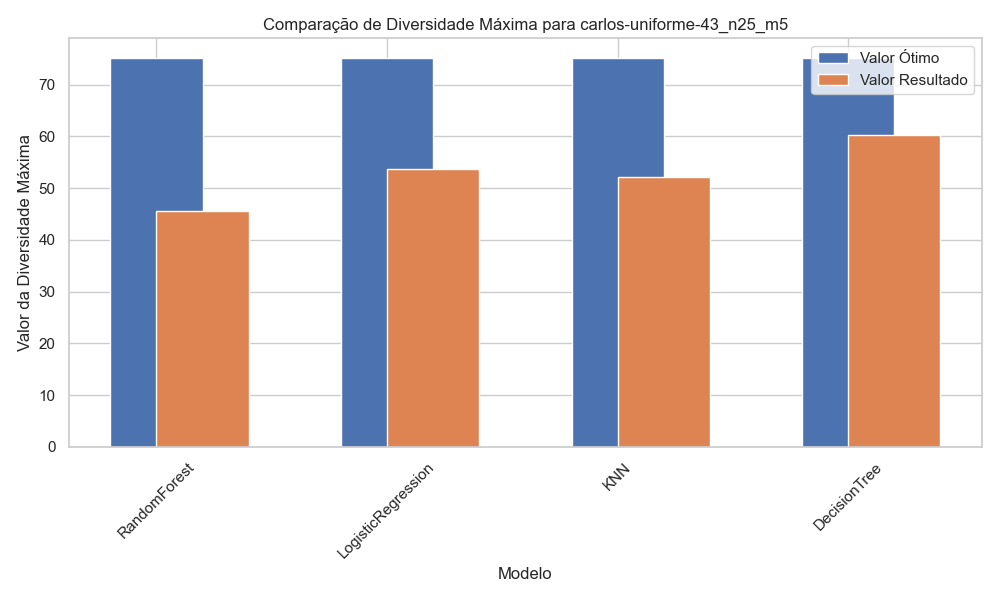 Comparação de Diversidade Máxima para carlos-uniforme-43_n25_m5
Valor Ótimo
Valor Resultado
Valor da Diversidade Máxima
70
60
50
40
30
20
10
0
RandomForest
LogisticRegression
KNN
DecisionTree
Modelo